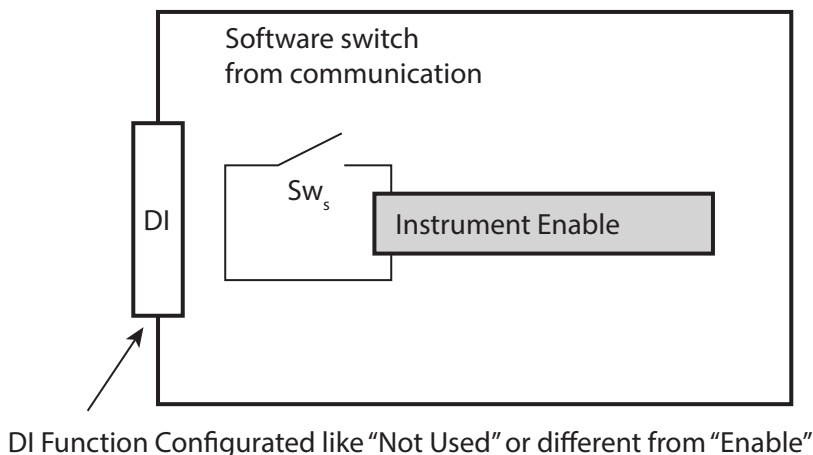 Software switch
from communication
DI
Sws
Instrument Enable
DI Function Configurated like “Not Used” or different from “Enable”